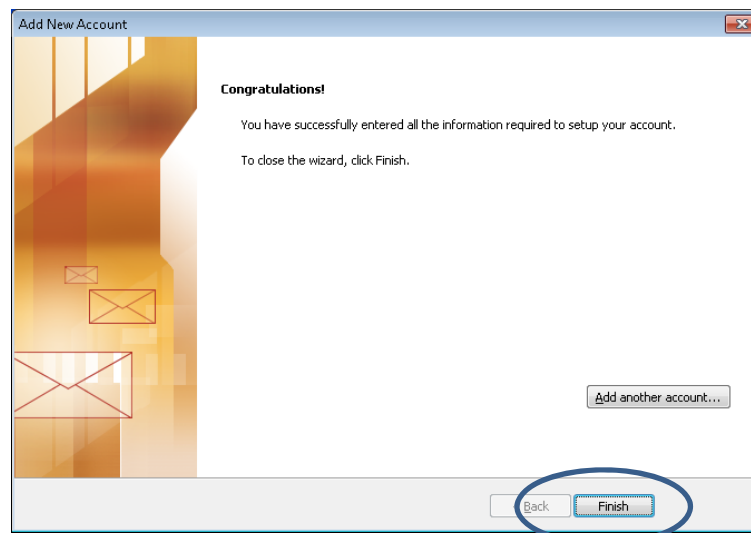 Add New Account
Congratulations!
You have successfully entered all the information required to setup your account.
To close the wizard, click Finish.
Add another account...
Back Finish